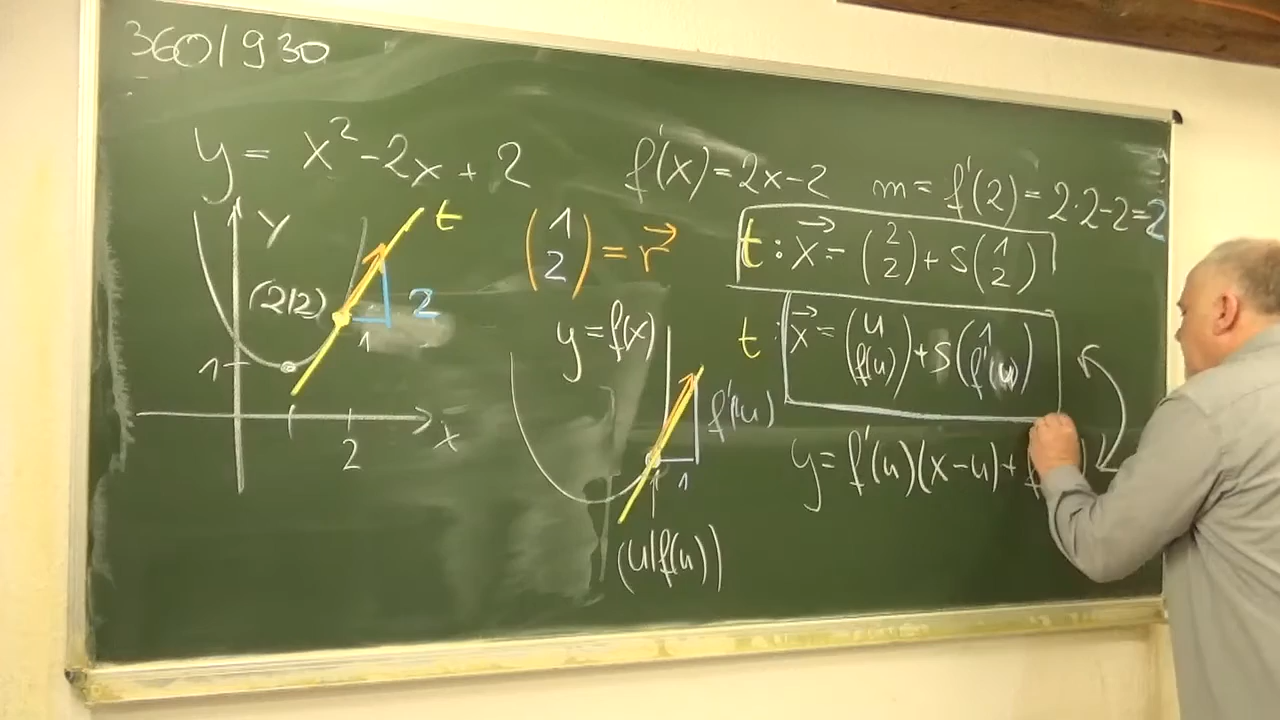 360/930
y = x² - 2x + 2
f'(x) = 2x-2
m = f'(2) = 2·2-2=2
Y
t
(1 2) = r⃗
t: x⃗ = (2 2) + s(1 2)
(2|2)
2
1
y = f(x)
t: x⃗ = (u f(u)) + s(1 f'(u))
1
f'(u)
x
2
1
y = f'(u)(x-u) +
(u|f(u))